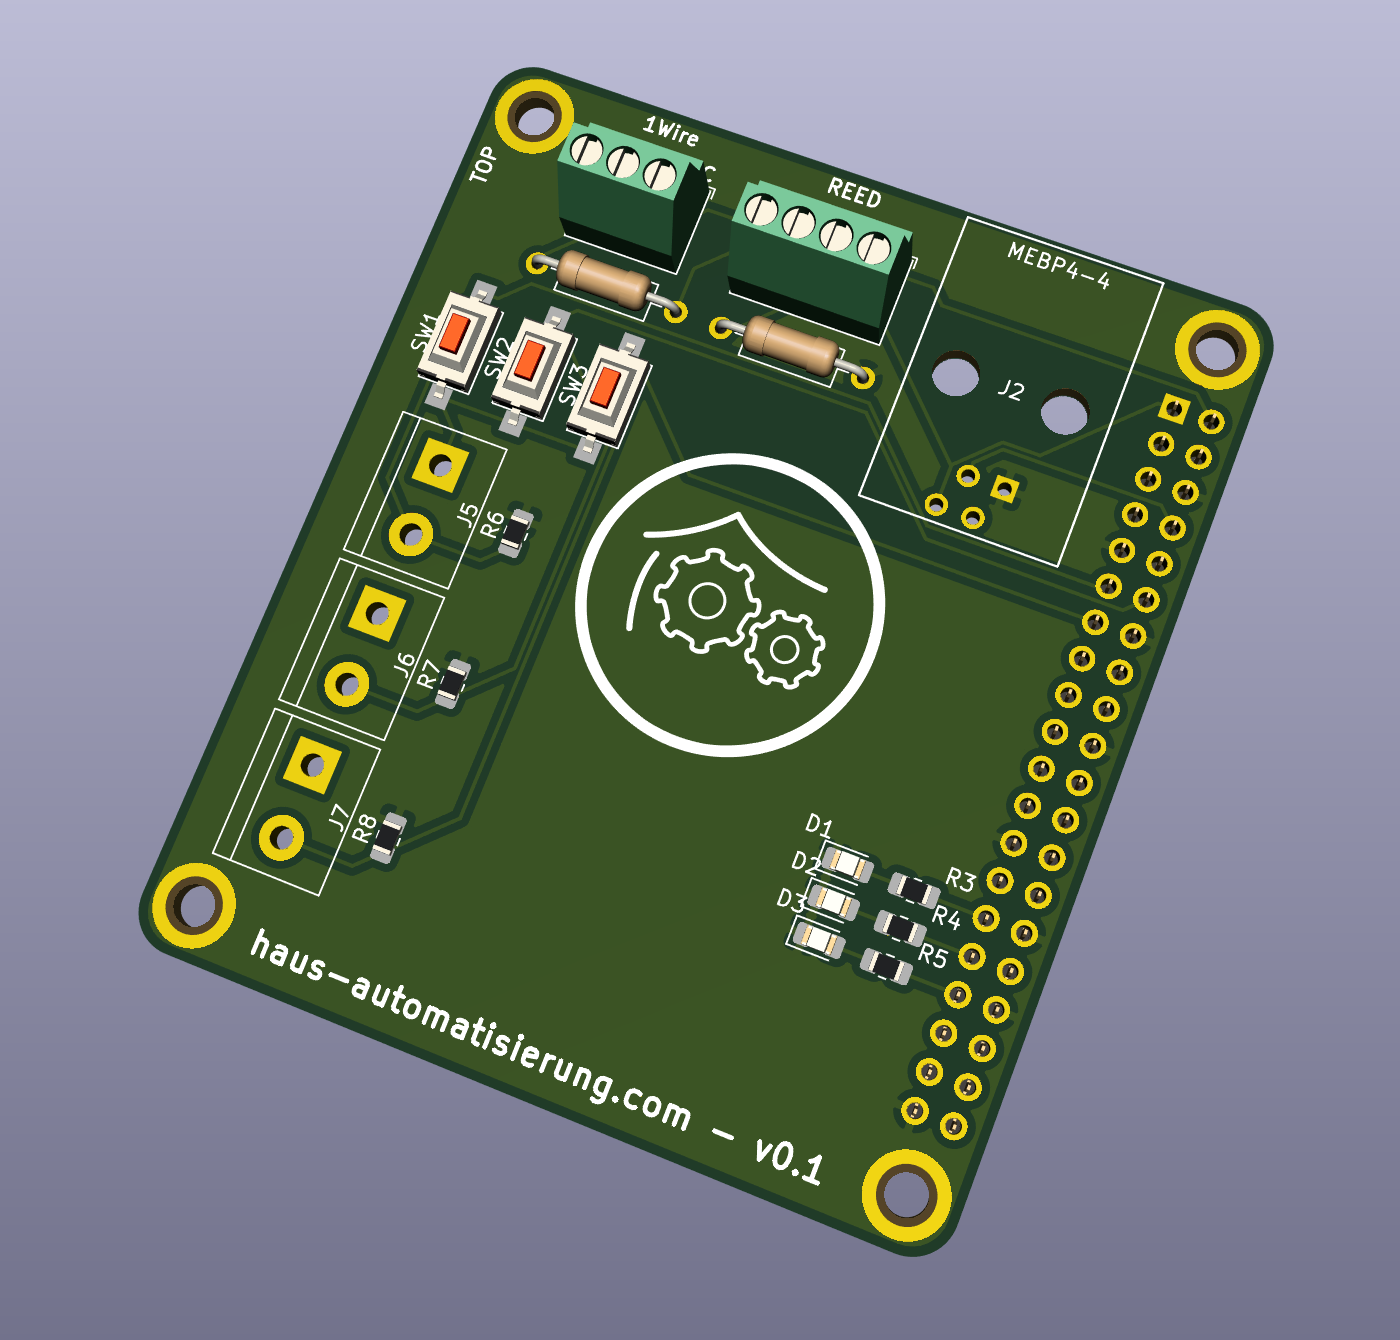 1Wire
TOP
REED
MEBP4-4
SW1
SW2
SW3
J2
J5
R6
J6
R7
J7
R8
D1
D2
D3
R3
R4
R5
haus-automatisierung.com - v0.1